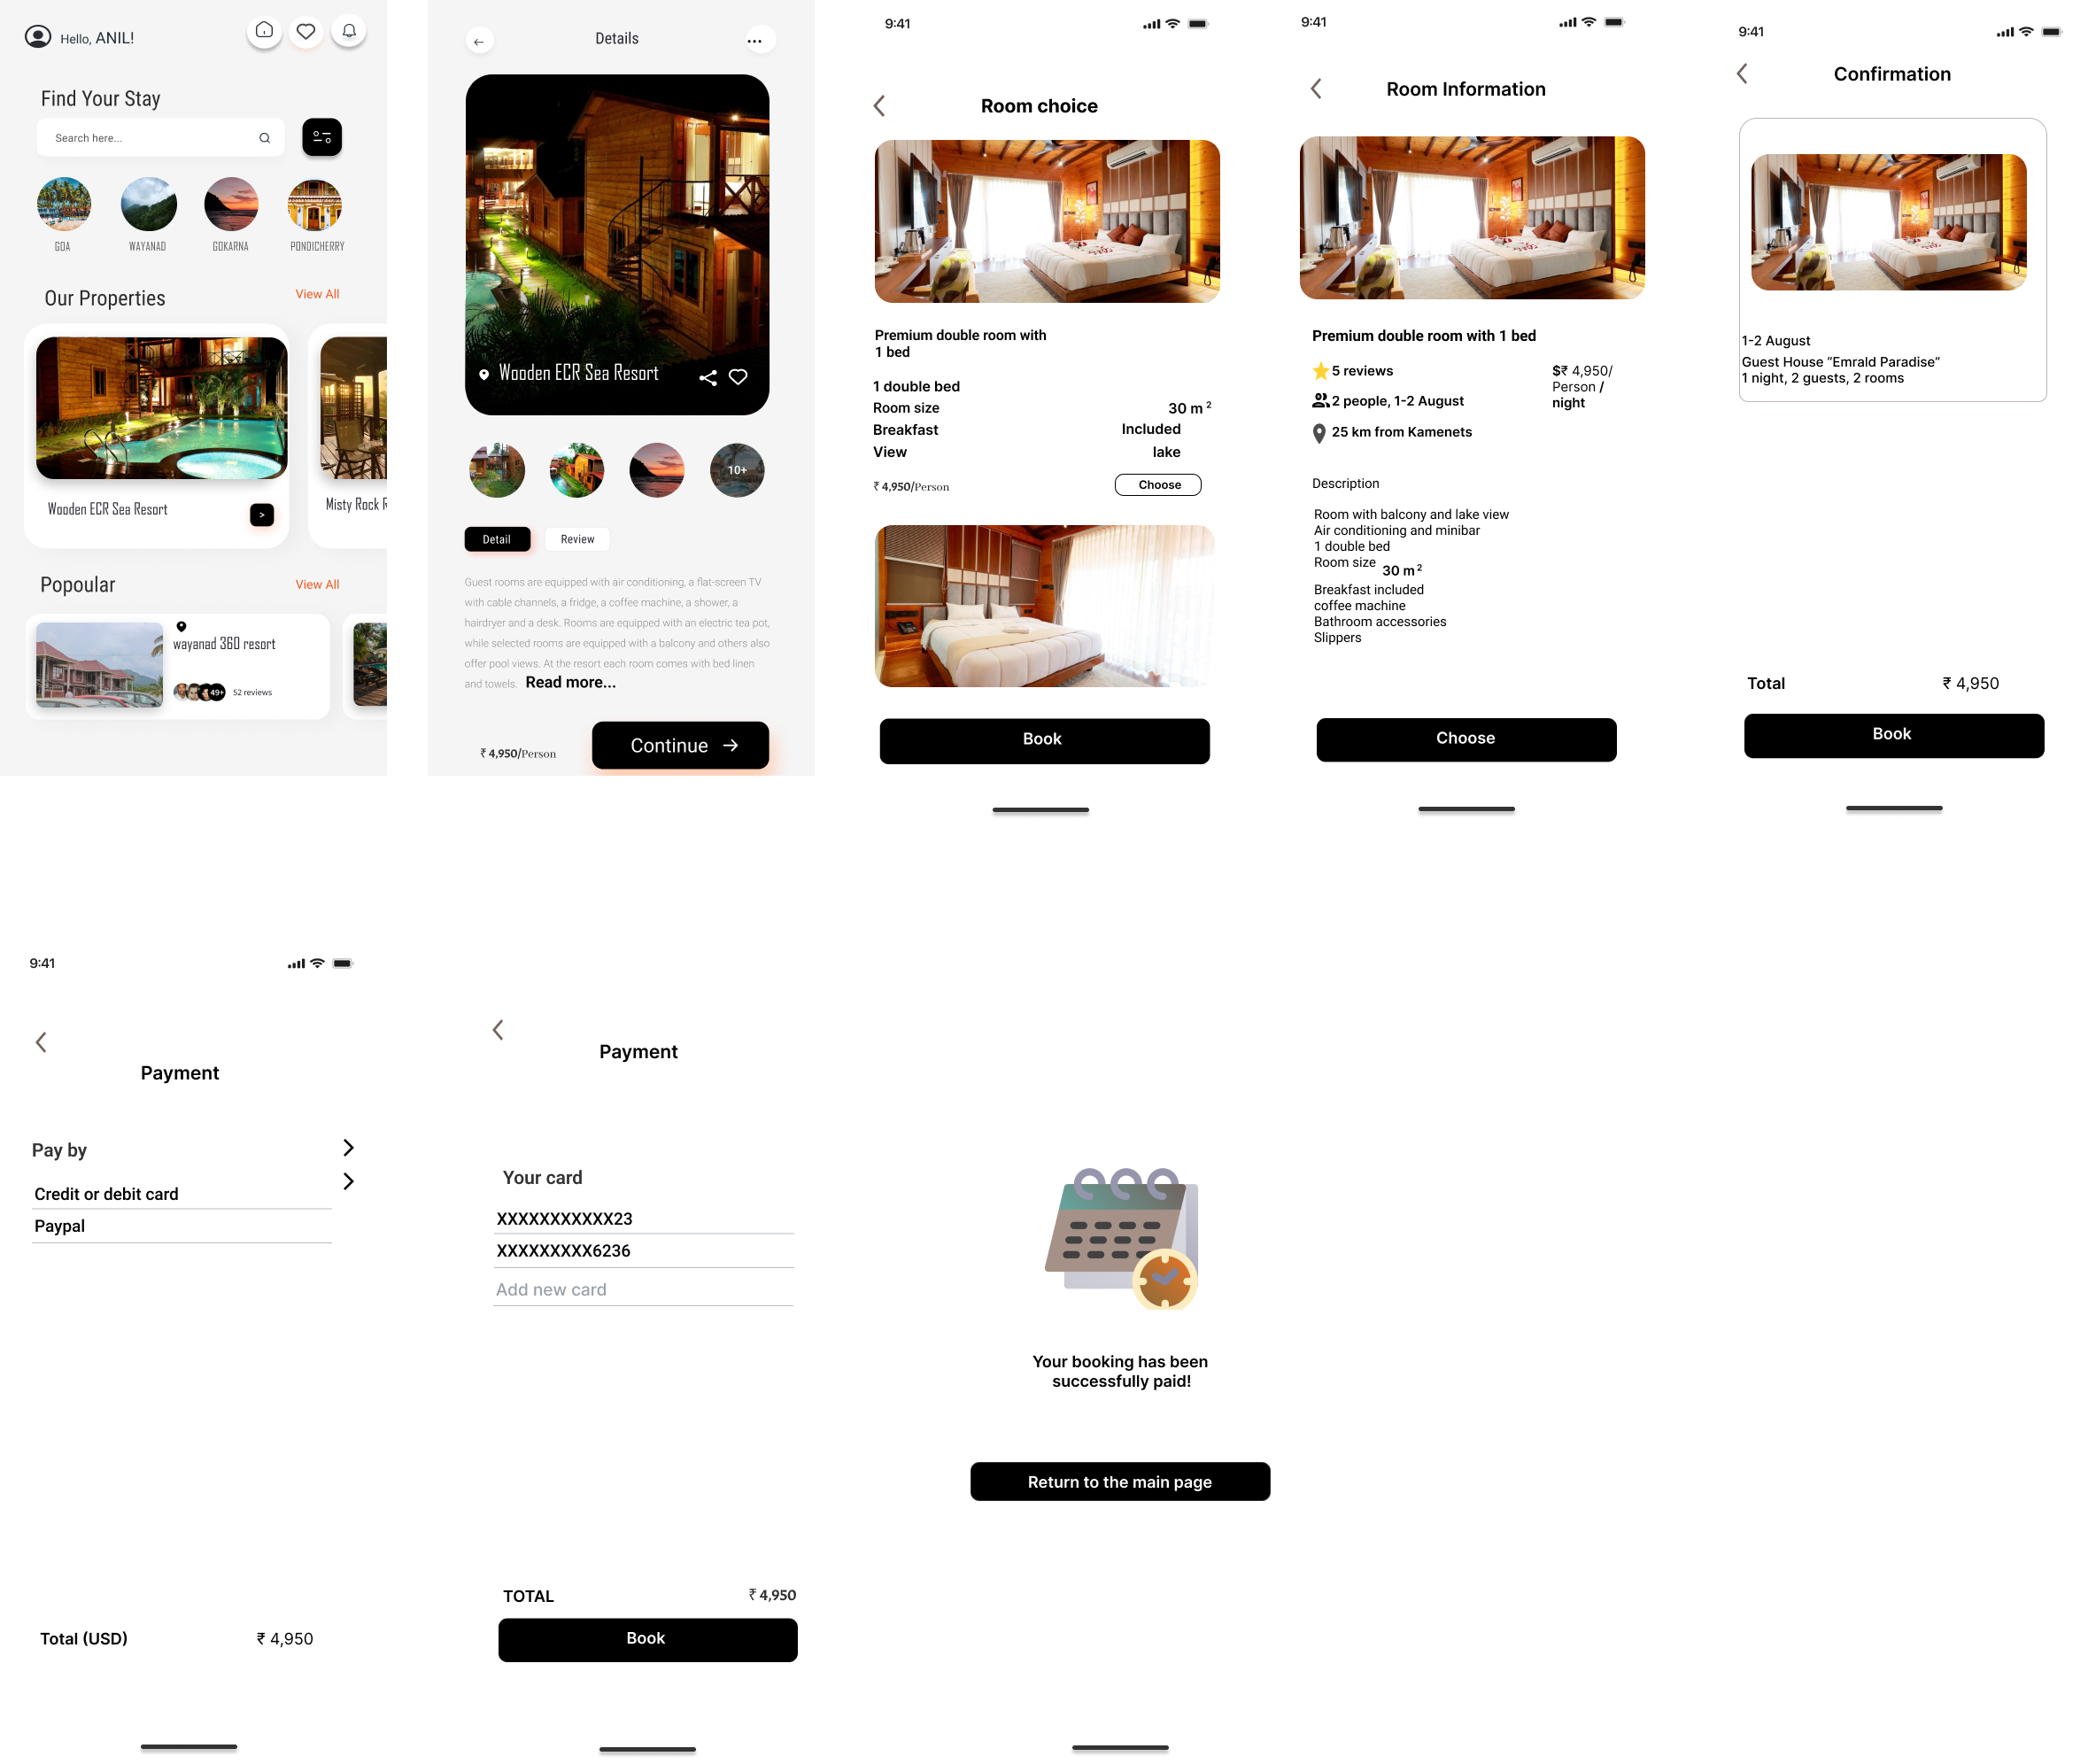 Hello, ANIL!
Find Your Stay
Search here...
GOA
WAYANAD
GOKARNA
PONDICHERRY
Our Properties
View All
Wooden ECR Sea Resort
>
Misty Rock R
Popoular
View All
wayanad 360 resort
49+
52 reviews
Details
Wooden ECR Sea Resort
10+
Detail
Review
Guest rooms are equipped with air conditioning, a flat-screen TV
with cable channels, a fridge, a coffee machine, a shower, a
hairdryer and a desk. Rooms are equipped with an electric tea pot,
while selected rooms are equipped with a balcony and others also
offer pool views. At the resort each room comes with bed linen
and towels. Read more...
₹ 4,950/Person
Continue
9:41
Room choice
Premium double room with
1 bed
1 double bed
Room size
30 m 2
Breakfast
Included
View
lake
₹ 4,950/Person
Choose
Book
9:41
Room Information
Premium double room with 1 bed
5 reviews
2 people, 1-2 August
25 km from Kamenets
$₹ 4,950/
Person /
night
Description
Room with balcony and lake view
Air conditioning and minibar
1 double bed
Room size
30 m 2
Breakfast included
coffee machine
Bathroom accessories
Slippers
Choose
9:41
Confirmation
1-2 August
Guest House “Emrald Paradise”
1 night, 2 guests, 2 rooms
Total
₹ 4,950
Book
9:41
Payment
Pay by
Credit or debit card
Paypal
Total (USD)
₹ 4,950
Payment
Your card
XXXXXXXXXXX23
XXXXXXXXX6236
Add new card
TOTAL
₹ 4,950
Book
Your booking has been
successfully paid!
Return to the main page